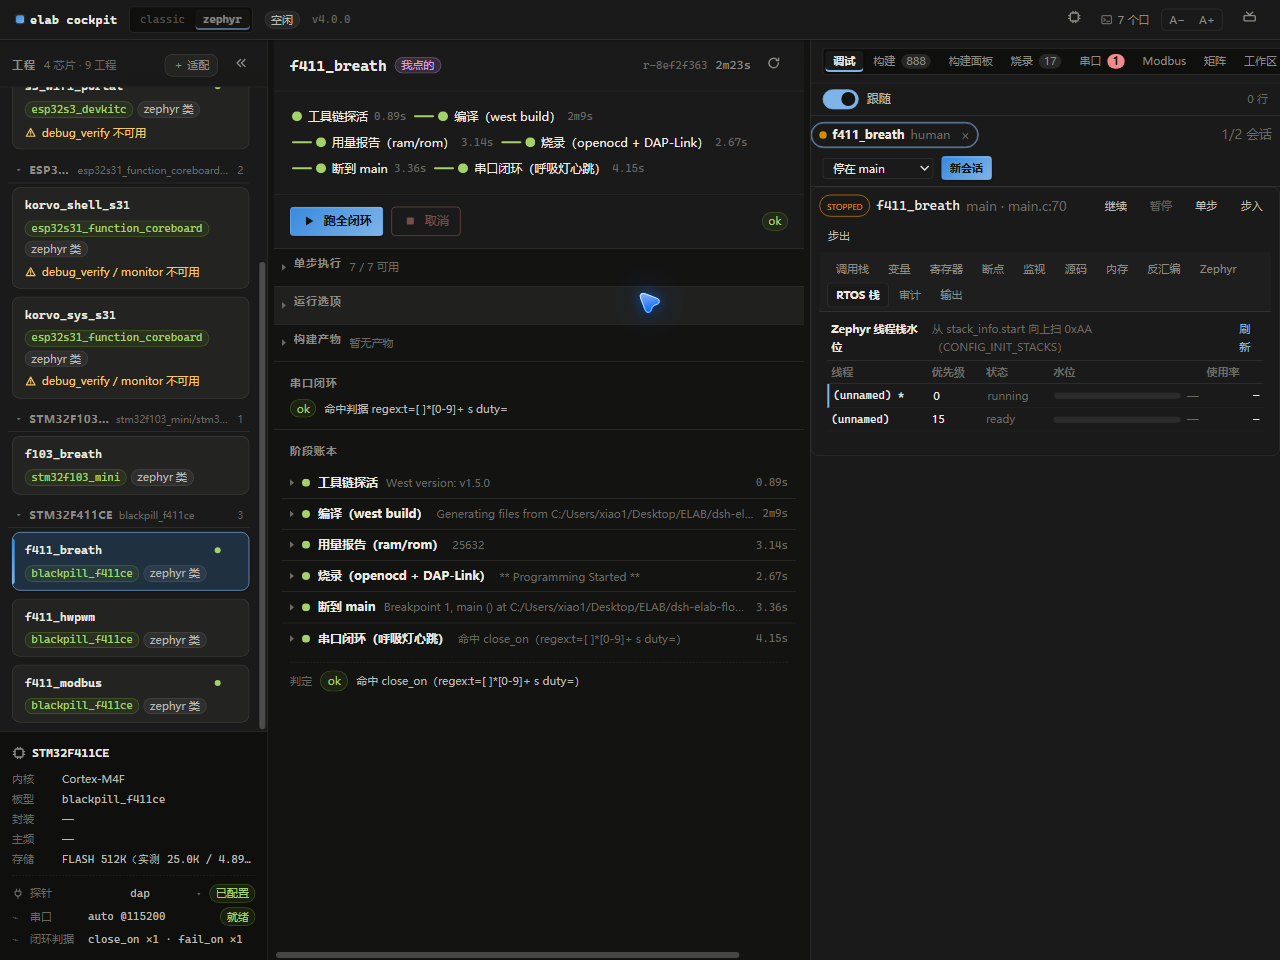 elab cockpit classic zephyr 空闲 v4.0.0 7 个口 A− A+
工程 4 芯片 · 9 工程 + 适配
esp32s3_devkitc zephyr 类
debug_verify 不可用
ESP3... esp32s31_function_coreboard... 2
korvo_shell_s31
esp32s31_function_coreboard
zephyr 类
debug_verify / monitor 不可用
korvo_sys_s31
esp32s31_function_coreboard
zephyr 类
debug_verify / monitor 不可用
STM32F103... stm32f103_mini/stm3... 1
f103_breath
stm32f103_mini zephyr 类
STM32F411CE blackpill_f411ce 3
f411_breath
blackpill_f411ce zephyr 类
f411_hwpwm
blackpill_f411ce zephyr 类
f411_modbus
blackpill_f411ce zephyr 类
STM32F411CE
内核 Cortex-M4F
板型 blackpill_f411ce
封装 —
主频 —
存储 FLASH 512K（实测 25.0K / 4.89...
探针 dap 已配置
串口 auto @115200 就绪
闭环判据 close_on ×1 · fail_on ×1
f411_breath 我点的 r-8ef2f363 2m23s
工具链探活 0.89s 编译（west build） 2m9s
用量报告（ram/rom） 3.14s 烧录（openocd + DAP-Link） 2.67s
断到 main 3.36s 串口闭环（呼吸灯心跳） 4.15s
跑全闭环 取消 ok
单步执行 7 / 7 可用
运行选项
构建产物 暂无产物
串口闭环
ok 命中判据 regex:t=[ ]*[0-9]+ s duty=
阶段账本
工具链探活 West version: v1.5.0 0.89s
编译（west build） Generating files from C:/Users/xiao1/Desktop/ELAB/dsh-el... 2m9s
用量报告（ram/rom） 25632 3.14s
烧录（openocd + DAP-Link） ** Programming Started ** 2.67s
断到 main Breakpoint 1, main () at C:/Users/xiao1/Desktop/ELAB/dsh-elab-flo... 3.36s
串口闭环（呼吸灯心跳） 命中 close_on（regex:t=[ ]*[0-9]+ s duty=） 4.15s
判定 ok 命中 close_on（regex:t=[ ]*[0-9]+ s duty=）
调试 构建 888 构建面板 烧录 17 串口 1 Modbus 矩阵 工作区
跟随 0 行
f411_breath human × 1/2 会话
停在 main 新会话
STOPPED f411_breath main · main.c:70 继续 暂停 单步 步入
步出
调用栈 变量 寄存器 断点 监视 源码 内存 反汇编 Zephyr
RTOS 栈 审计 输出
Zephyr 线程栈水位 从 stack_info.start 向上扫 0xAA（CONFIG_INIT_STACKS） 刷新
线程 优先级 状态 水位 使用率
(unnamed) * 0 running — —
(unnamed) 15 ready — —